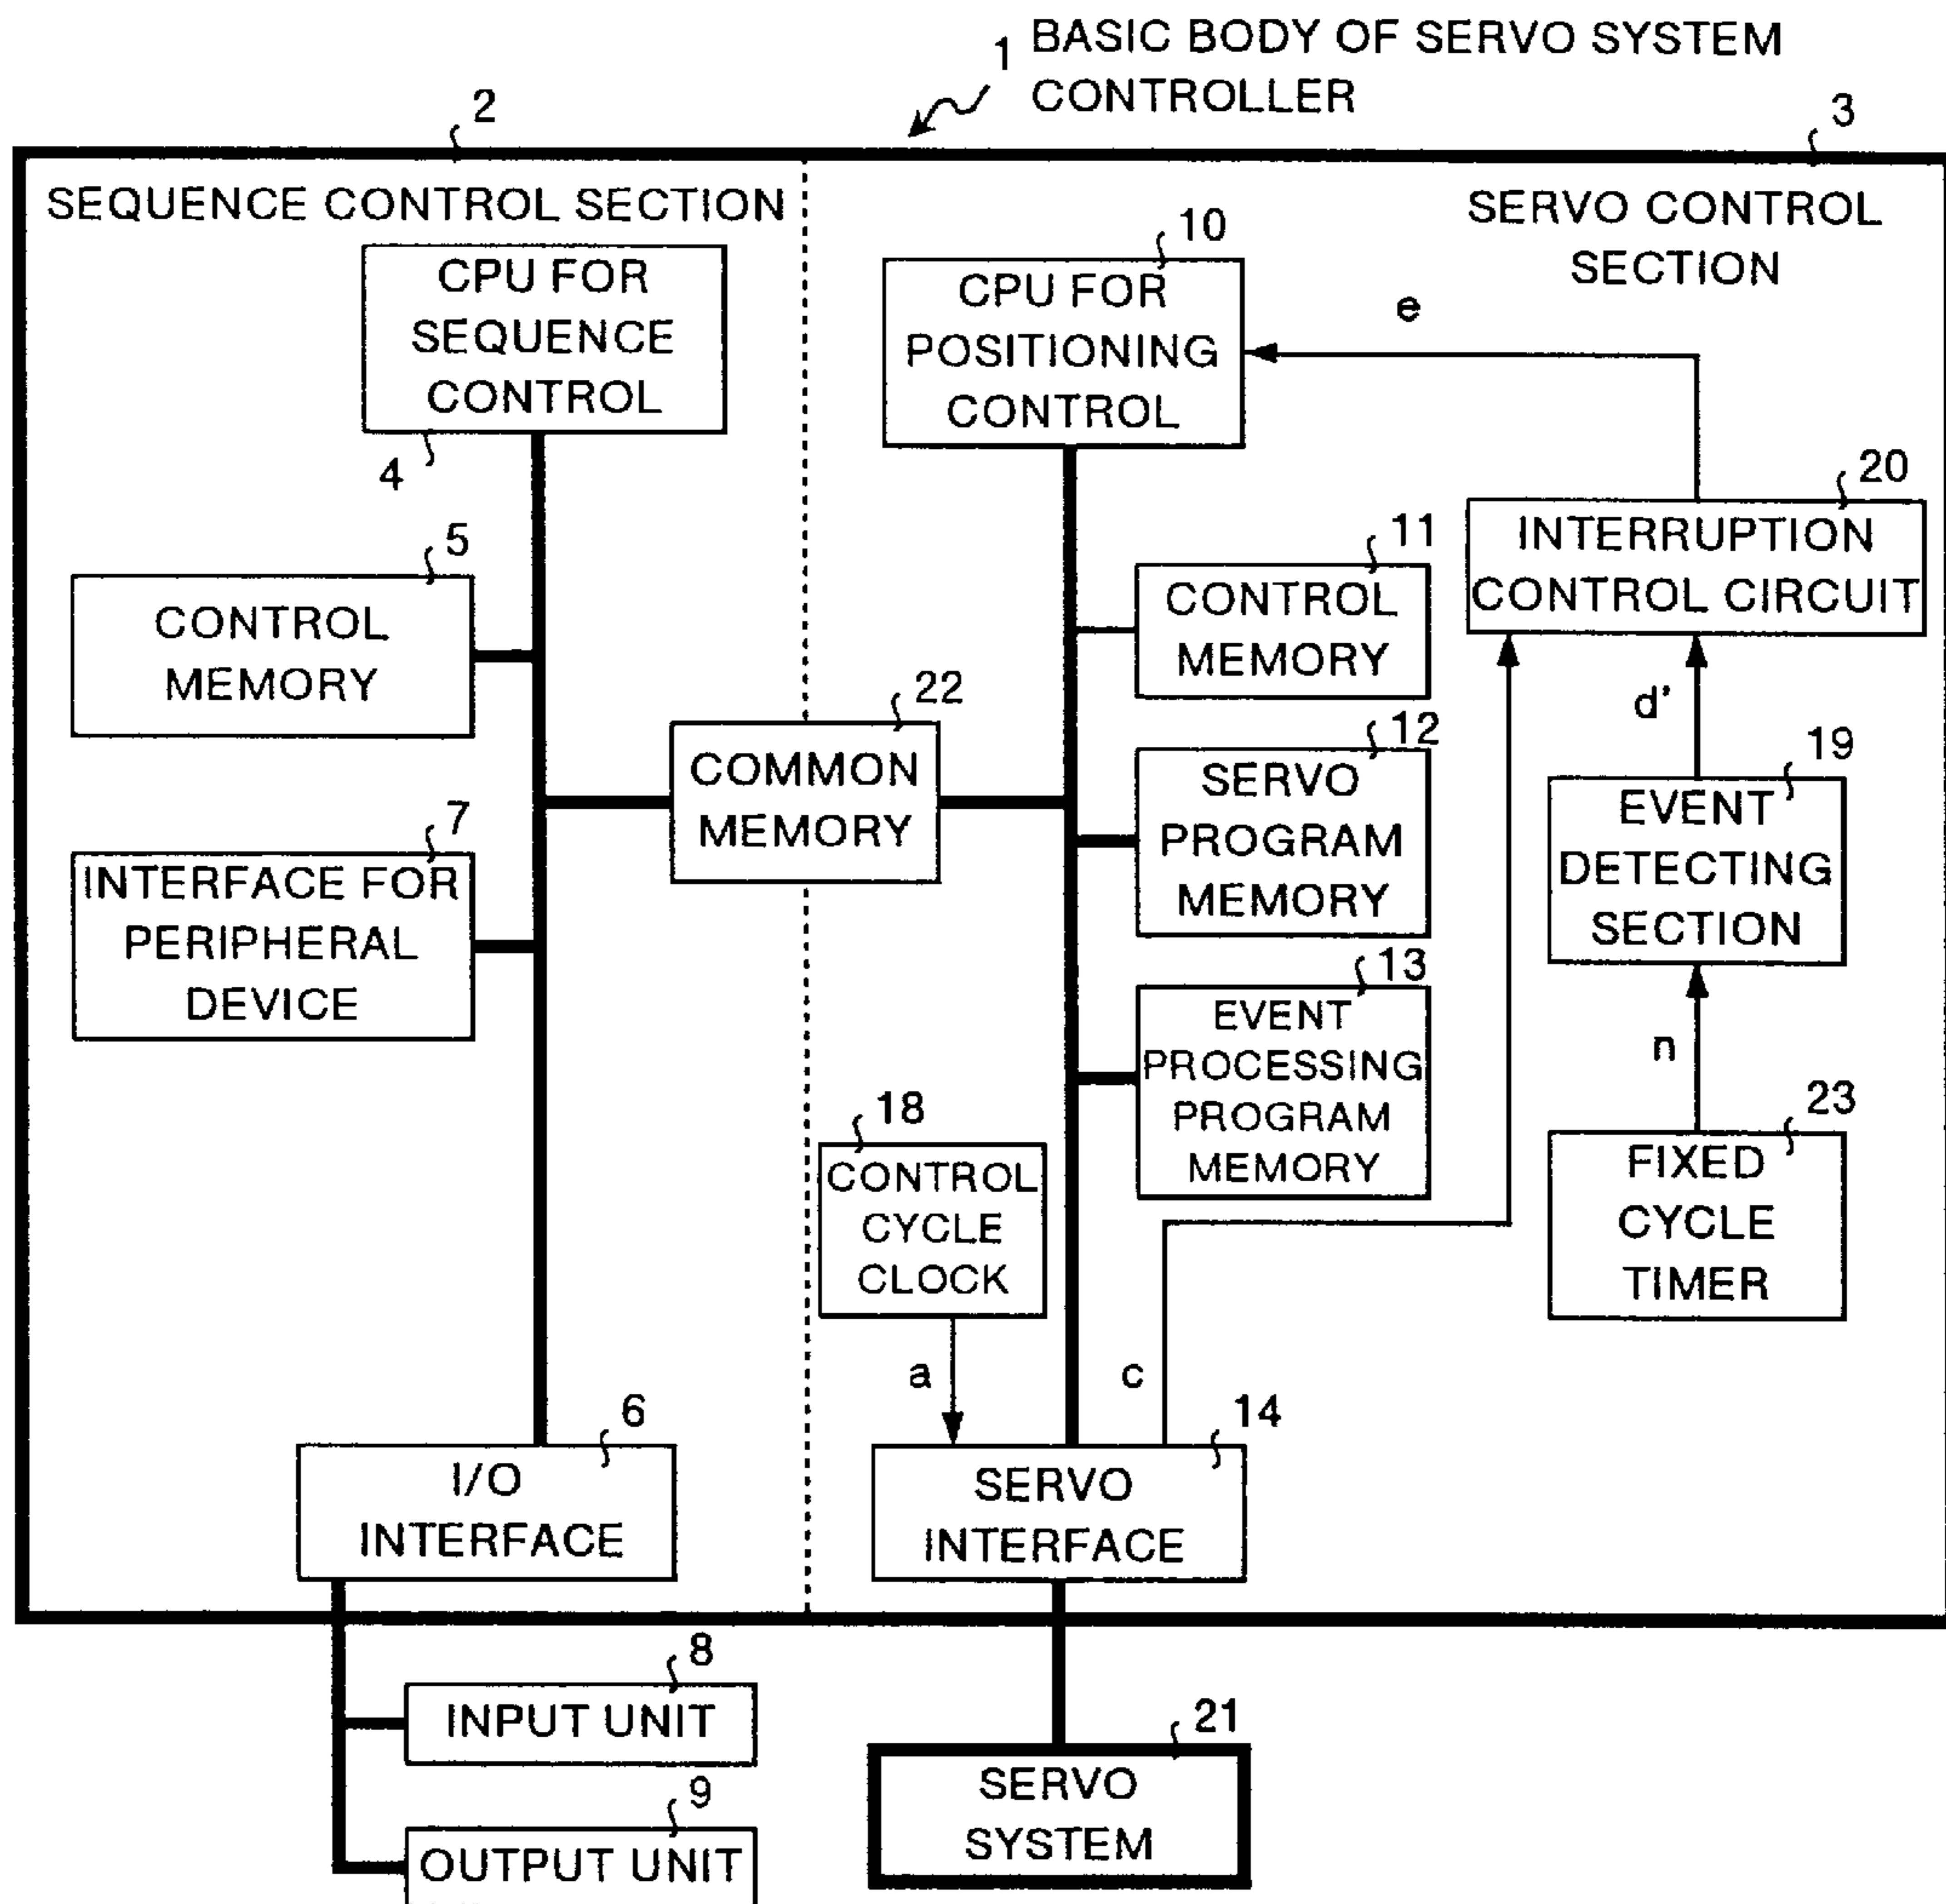 1 BASIC BODY OF SERVO SYSTEM
CONTROLLER
2
3
SEQUENCE CONTROL SECTION
SERVO CONTROL
SECTION
CPU FOR
SEQUENCE
CONTROL
4
10
CPU FOR
POSITIONING
CONTROL
e
20
INTERRUPTION
CONTROL CIRCUIT
5
CONTROL
MEMORY
11
CONTROL
MEMORY
22
COMMON
MEMORY
12
SERVO
PROGRAM
MEMORY
d'
19
EVENT
DETECTING
SECTION
7
INTERFACE FOR
PERIPHERAL
DEVICE
13
EVENT
PROCESSING
PROGRAM
MEMORY
n
23
FIXED
CYCLE
TIMER
18
CONTROL
CYCLE
CLOCK
a
c
6
I/O
INTERFACE
14
SERVO
INTERFACE
8
INPUT UNIT
9
OUTPUT UNIT
21
SERVO
SYSTEM